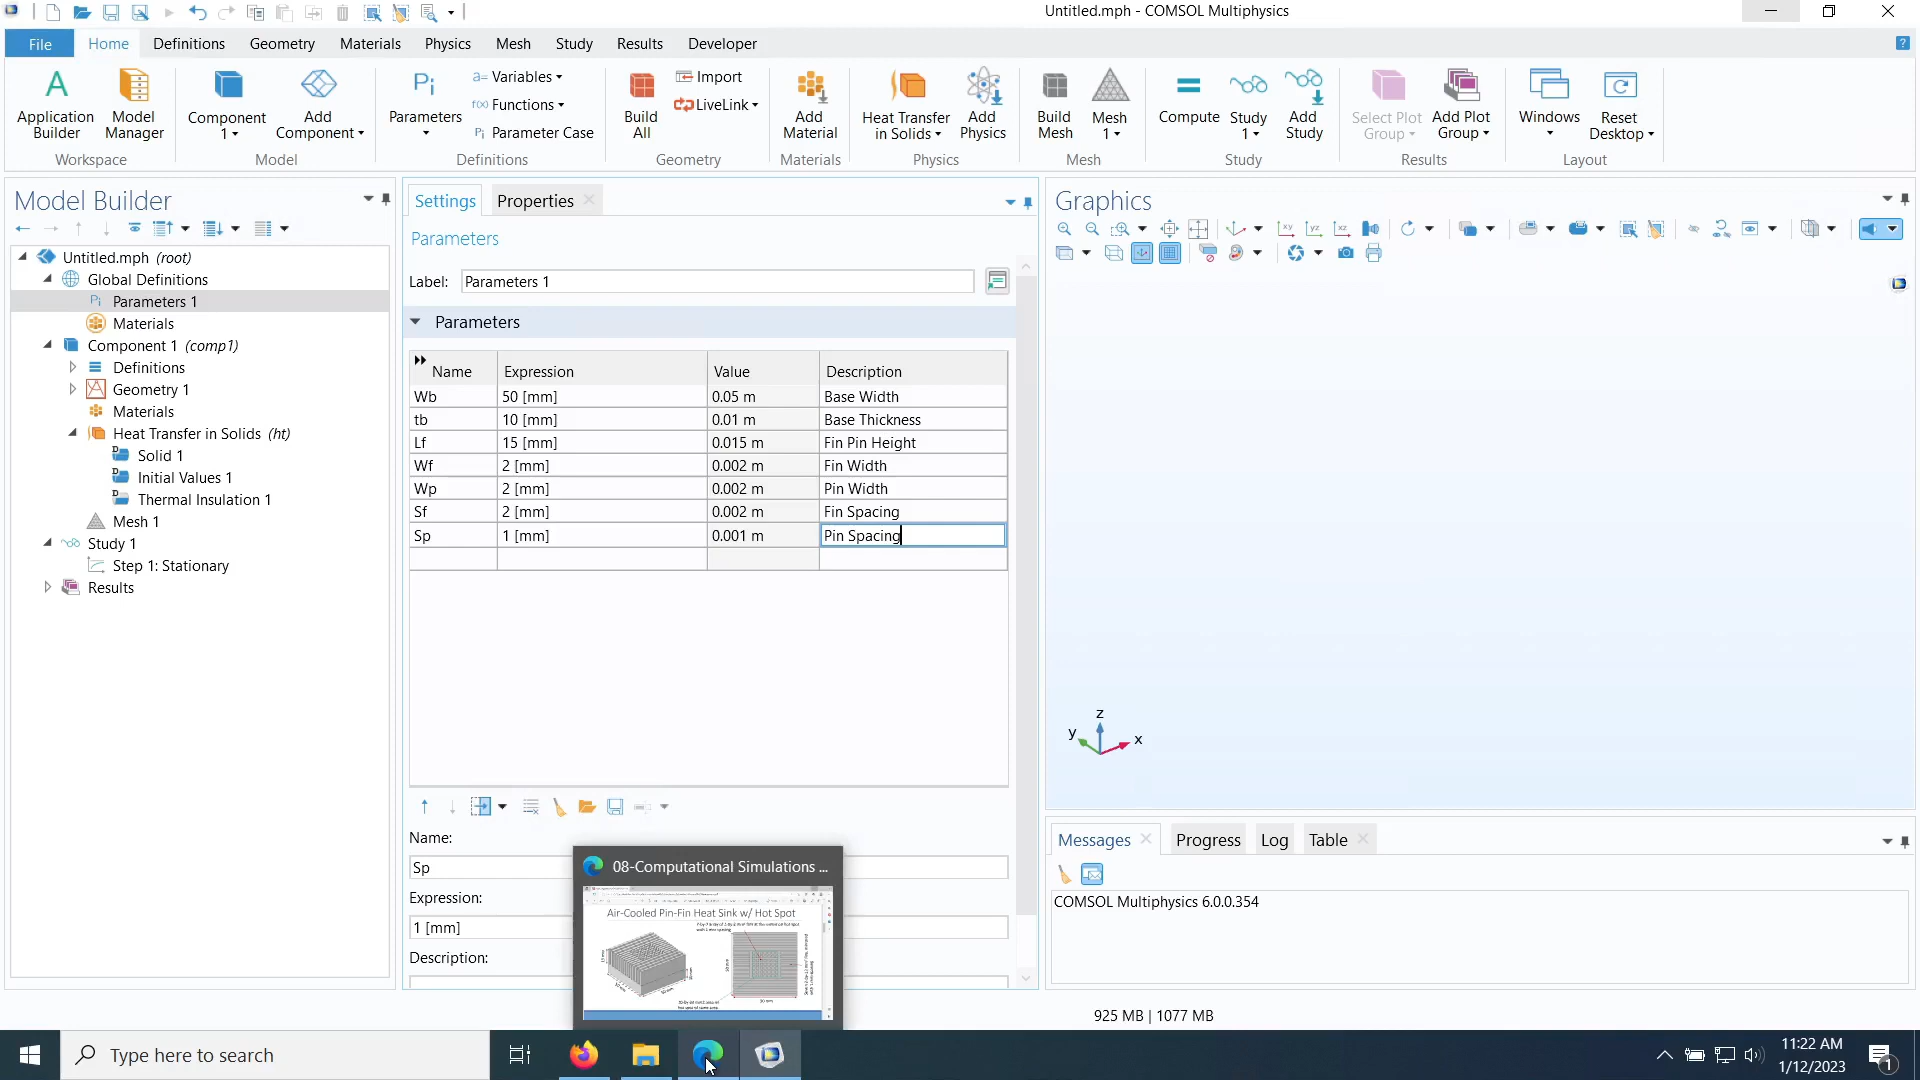 Untitled.mph - COMSOL Multiphysics
File Home Definitions Geometry Materials Physics Mesh Study Results Developer
Application Builder
Model Manager
Workspace
Component 1
Add Component
Model
Parameters
a= Variables
f(x) Functions
Pi Parameter Case
Definitions
Build All
Import
LiveLink
Geometry
Add Material
Materials
Heat Transfer in Solids
Add Physics
Physics
Build Mesh
Mesh 1
Mesh
Compute
Study 1
Add Study
Study
Select Plot Group
Add Plot Group
Results
Windows
Reset Desktop
Layout
Model Builder
Untitled.mph (root)
Global Definitions
Pi Parameters 1
Materials
Component 1 (comp1)
Definitions
Geometry 1
Materials
Heat Transfer in Solids (ht)
Solid 1
Initial Values 1
Thermal Insulation 1
Mesh 1
Study 1
Step 1: Stationary
Results
Settings Properties
Parameters
Label: Parameters 1
Parameters
Name Expression Value Description
Wb 50 [mm] 0.05 m Base Width
tb 10 [mm] 0.01 m Base Thickness
Lf 15 [mm] 0.015 m Fin Pin Height
Wf 2 [mm] 0.002 m Fin Width
Wp 2 [mm] 0.002 m Pin Width
Sf 2 [mm] 0.002 m Fin Spacing
Sp 1 [mm] 0.001 m Pin Spacing
Name:
Sp
Expression:
1 [mm]
Description:
08-Computational Simulations ...
Air-Cooled Pin-Fin Heat Sink w/ Hot Spot
Graphics
z
y
x
Messages Progress Log Table
COMSOL Multiphysics 6.0.0.354
925 MB | 1077 MB
Type here to search
11:22 AM
1/12/2023
1